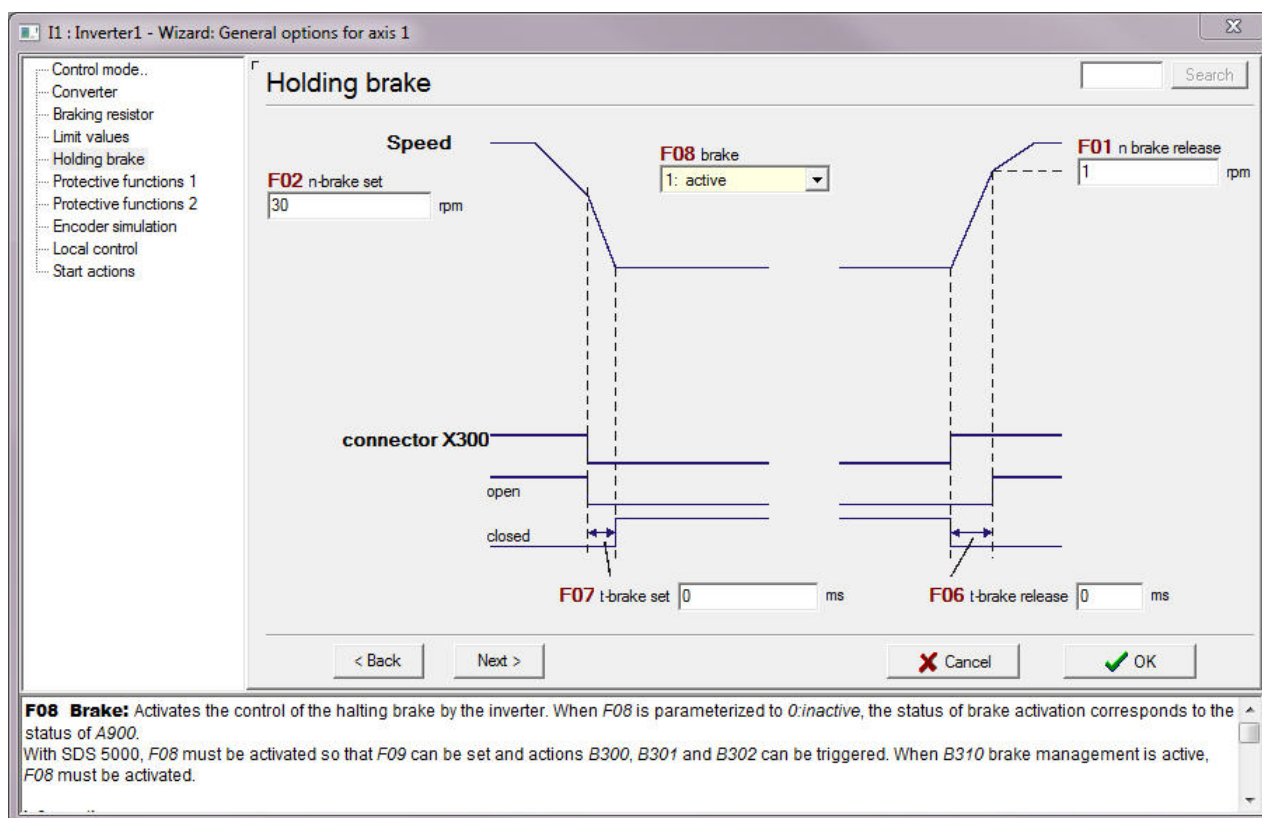 I1 : Inverter1 - Wizard: General options for axis 1
Control mode..
Converter
Braking resistor
Limit values
Holding brake
Protective functions 1
Protective functions 2
Encoder simulation
Local control
Start actions
Holding brake
Search
Speed
F08 brake
1: active
F01 n brake release
1 rpm
F02 n-brake set
30 rpm
connector X300
open
closed
F07 t-brake set 0 ms
F06 t-brake release 0 ms
< Back
Next >
Cancel
OK
F08 Brake: Activates the control of the halting brake by the inverter. When F08 is parameterized to 0:inactive, the status of brake activation corresponds to the
status of A900.
With SDS 5000, F08 must be activated so that F09 can be set and actions B300, B301 and B302 can be triggered. When B310 brake management is active,
F08 must be activated.